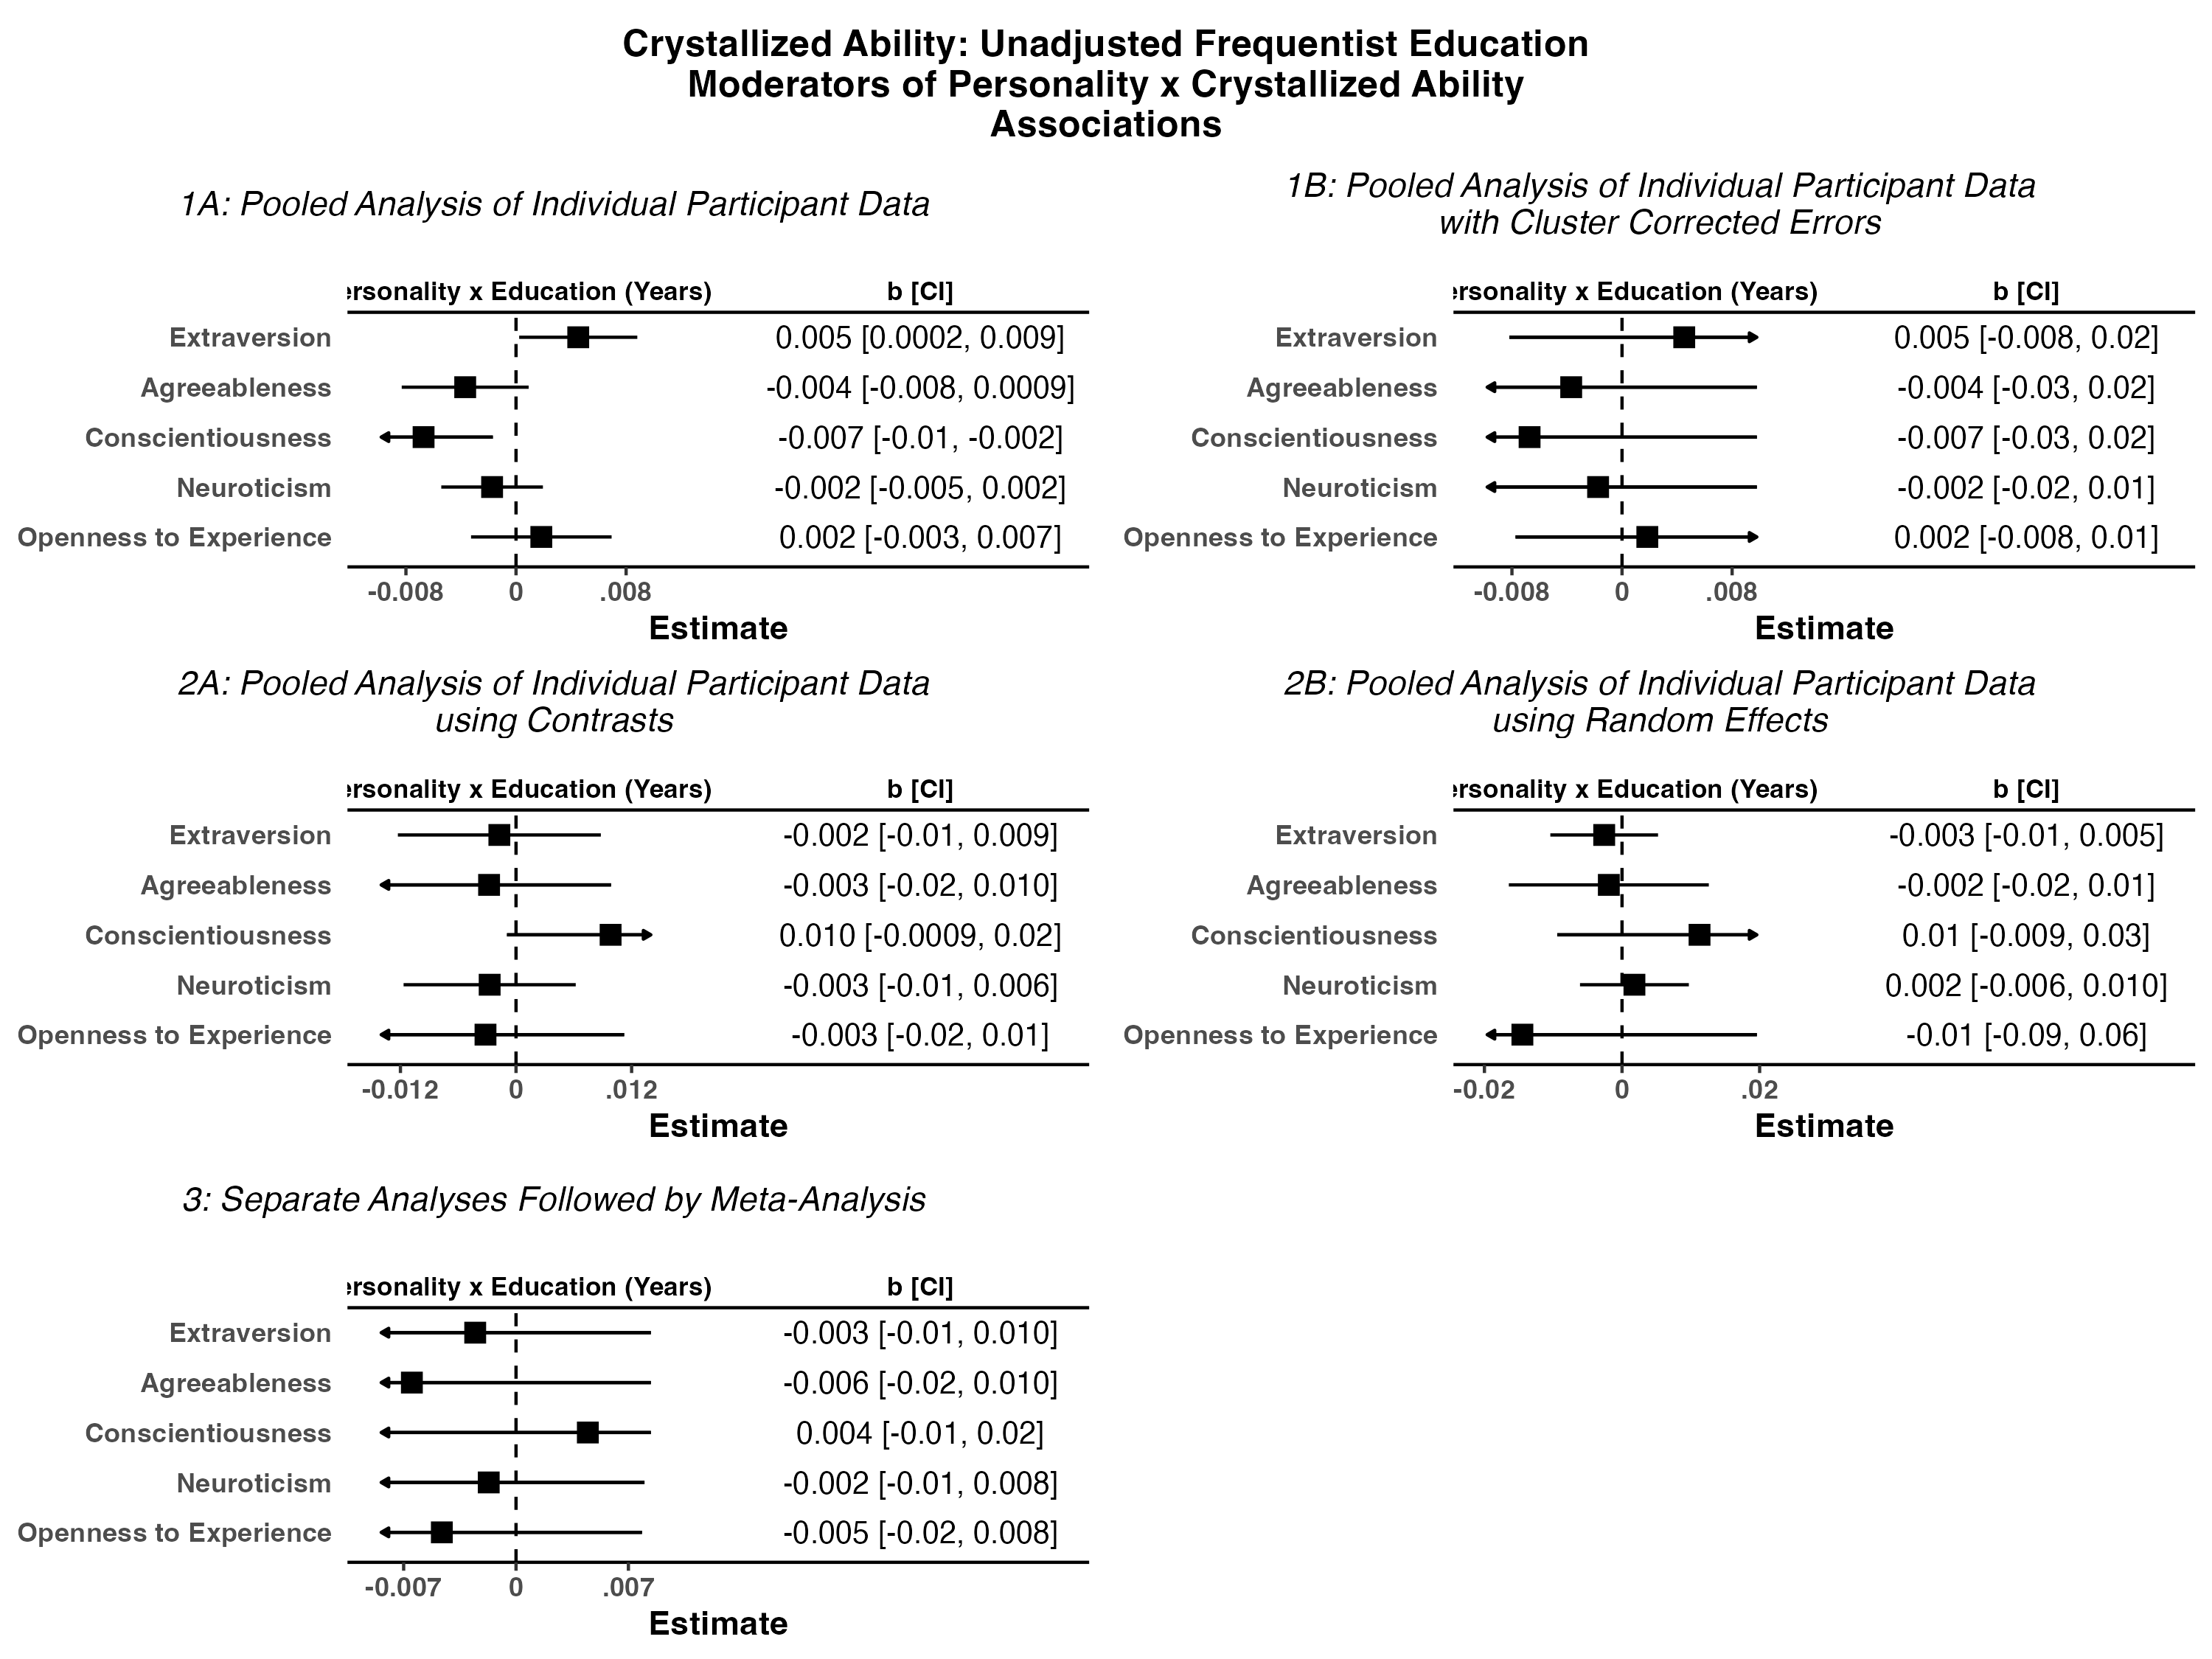 Crystallized Ability: Unadjusted Frequentist Education
Moderators of Personality x Crystallized Ability
Associations
1A: Pooled Analysis of Individual Participant Data
ersonality x Education (Years) b [CI]
Extraversion 0.005 [0.0002, 0.009]
Agreeableness -0.004 [-0.008, 0.0009]
Conscientiousness -0.007 [-0.01, -0.002]
Neuroticism -0.002 [-0.005, 0.002]
Openness to Experience 0.002 [-0.003, 0.007]
-0.008 0 .008
Estimate
1B: Pooled Analysis of Individual Participant Data
with Cluster Corrected Errors
ersonality x Education (Years) b [CI]
Extraversion 0.005 [-0.008, 0.02]
Agreeableness -0.004 [-0.03, 0.02]
Conscientiousness -0.007 [-0.03, 0.02]
Neuroticism -0.002 [-0.02, 0.01]
Openness to Experience 0.002 [-0.008, 0.01]
-0.008 0 .008
Estimate
2A: Pooled Analysis of Individual Participant Data
using Contrasts
ersonality x Education (Years) b [CI]
Extraversion -0.002 [-0.01, 0.009]
Agreeableness -0.003 [-0.02, 0.010]
Conscientiousness 0.010 [-0.0009, 0.02]
Neuroticism -0.003 [-0.01, 0.006]
Openness to Experience -0.003 [-0.02, 0.01]
-0.012 0 .012
Estimate
2B: Pooled Analysis of Individual Participant Data
using Random Effects
ersonality x Education (Years) b [CI]
Extraversion -0.003 [-0.01, 0.005]
Agreeableness -0.002 [-0.02, 0.01]
Conscientiousness 0.01 [-0.009, 0.03]
Neuroticism 0.002 [-0.006, 0.010]
Openness to Experience -0.01 [-0.09, 0.06]
-0.02 0 .02
Estimate
3: Separate Analyses Followed by Meta-Analysis
ersonality x Education (Years) b [CI]
Extraversion -0.003 [-0.01, 0.010]
Agreeableness -0.006 [-0.02, 0.010]
Conscientiousness 0.004 [-0.01, 0.02]
Neuroticism -0.002 [-0.01, 0.008]
Openness to Experience -0.005 [-0.02, 0.008]
-0.007 0 .007
Estimate